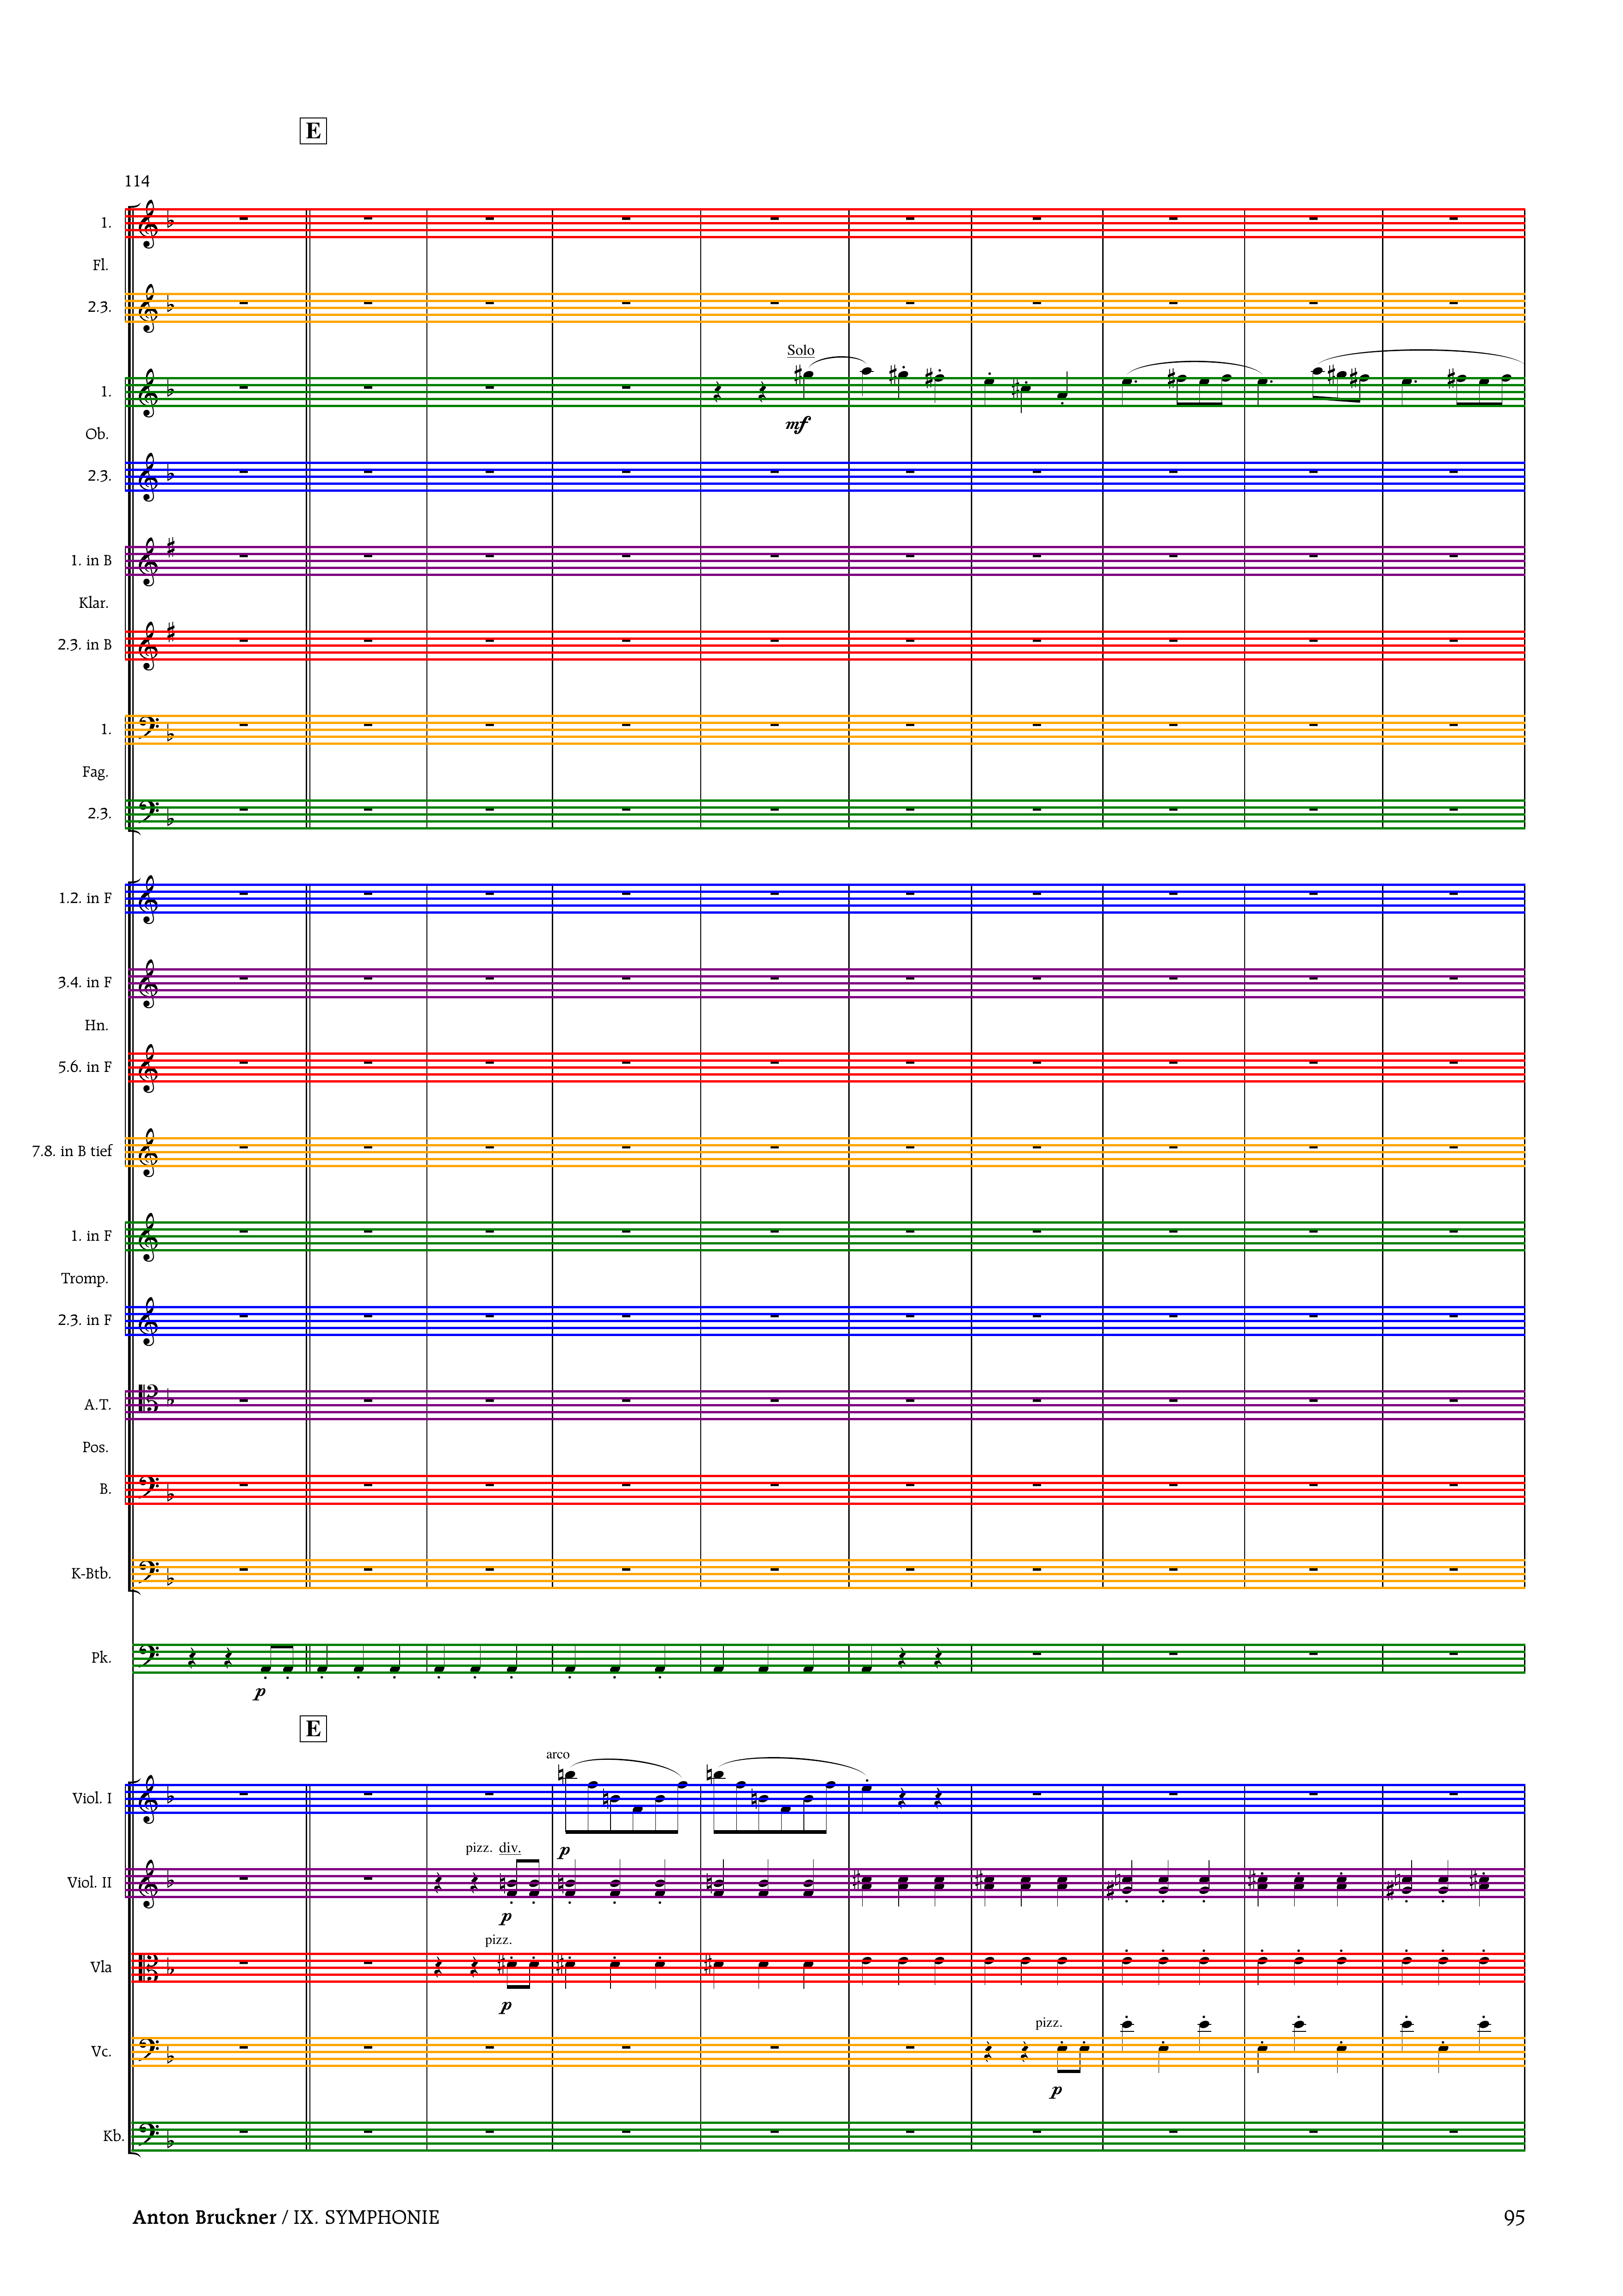 E
114
1.
Fl.
2.3.
Solo
1.
mf
Ob.
2.3.
1. in B
Klar.
2.3. in B
1.
Fag.
2.3.
1.2. in F
3.4. in F
Hn.
5.6. in F
7.8. in B tief
1. in F
Tromp.
2.3. in F
A.T.
Pos.
B.
K-Btb.
Pk.
p
E
arco
Viol. I
p
pizz. div.
Viol. II
p
pizz.
Vla
p
pizz.
Vc.
p
Kb.
Anton Bruckner / IX. SYMPHONIE
95